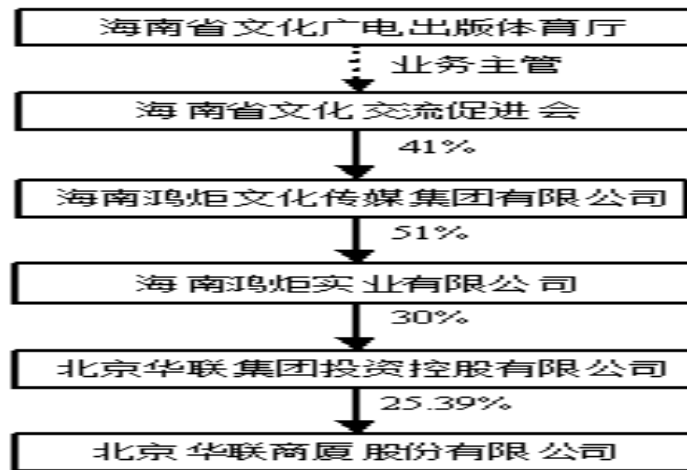 海南省文化广电出版体育厅
业务主管
海南省文化交流促进会
41%
海南鸿炬文化传媒集团有限公司
51%
海南鸿炬实业有限公司
30%
北京华联集团投资控股有限公司
25.39%
北京华联商厦股份有限公司